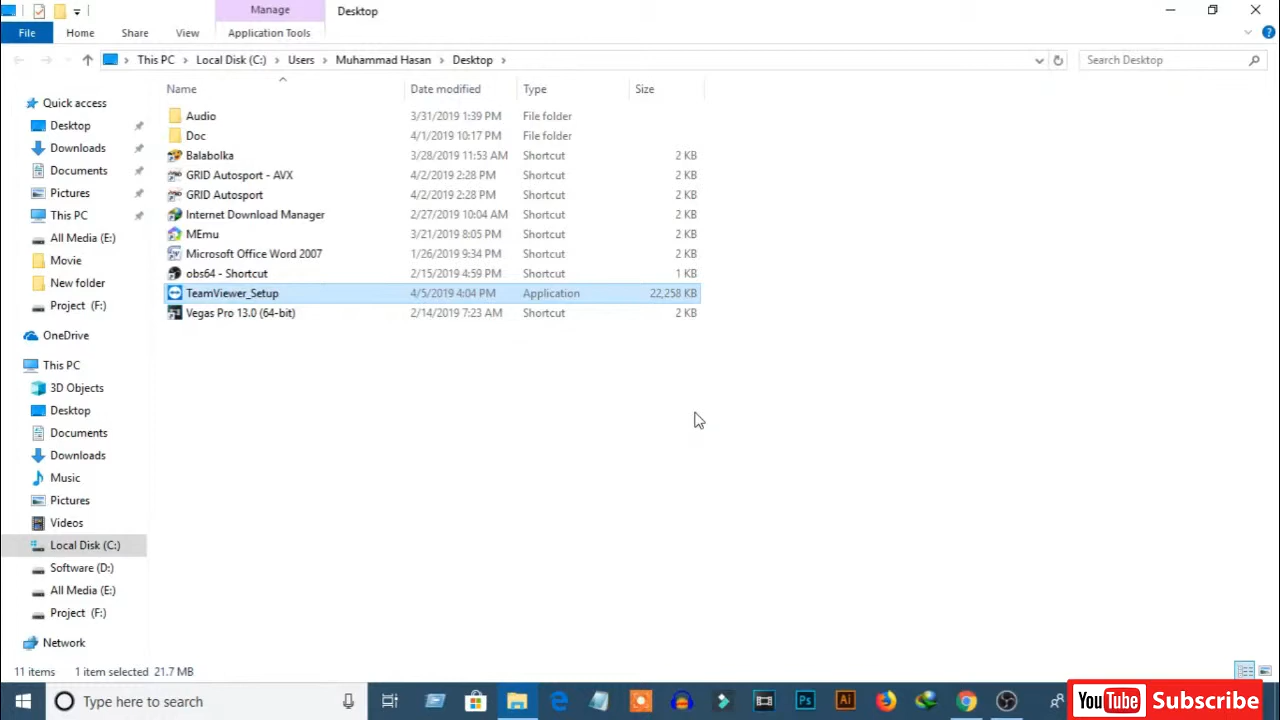 Manage
Desktop
File
Home
Share
View
Application Tools
This PC
Local Disk (C:)
Users
Muhammad Hasan
Desktop
Search Desktop
Name
Date modified
Type
Size
Quick access
Desktop
Downloads
Documents
Pictures
This PC
All Media (E:)
Movie
New folder
Project (F:)
OneDrive
This PC
3D Objects
Desktop
Documents
Downloads
Music
Pictures
Videos
Local Disk (C:)
Software (D:)
All Media (E:)
Project (F:)
Network
Audio 3/31/2019 1:39 PM File folder
Doc 4/1/2019 10:17 PM File folder
Balabolka 3/28/2019 11:53 AM Shortcut 2 KB
GRID Autosport - AVX 4/2/2019 2:28 PM Shortcut 2 KB
GRID Autosport 4/2/2019 2:28 PM Shortcut 2 KB
Internet Download Manager 2/27/2019 10:04 AM Shortcut 2 KB
MEmu 3/21/2019 8:05 PM Shortcut 2 KB
Microsoft Office Word 2007 1/26/2019 9:34 PM Shortcut 2 KB
obs64 - Shortcut 2/15/2019 4:59 PM Shortcut 1 KB
TeamViewer_Setup 4/5/2019 4:04 PM Application 22,258 KB
Vegas Pro 13.0 (64-bit) 2/14/2019 7:23 AM Shortcut 2 KB
11 items 1 item selected 21.7 MB
Type here to search
Ps
Ai
YouTube Subscribe